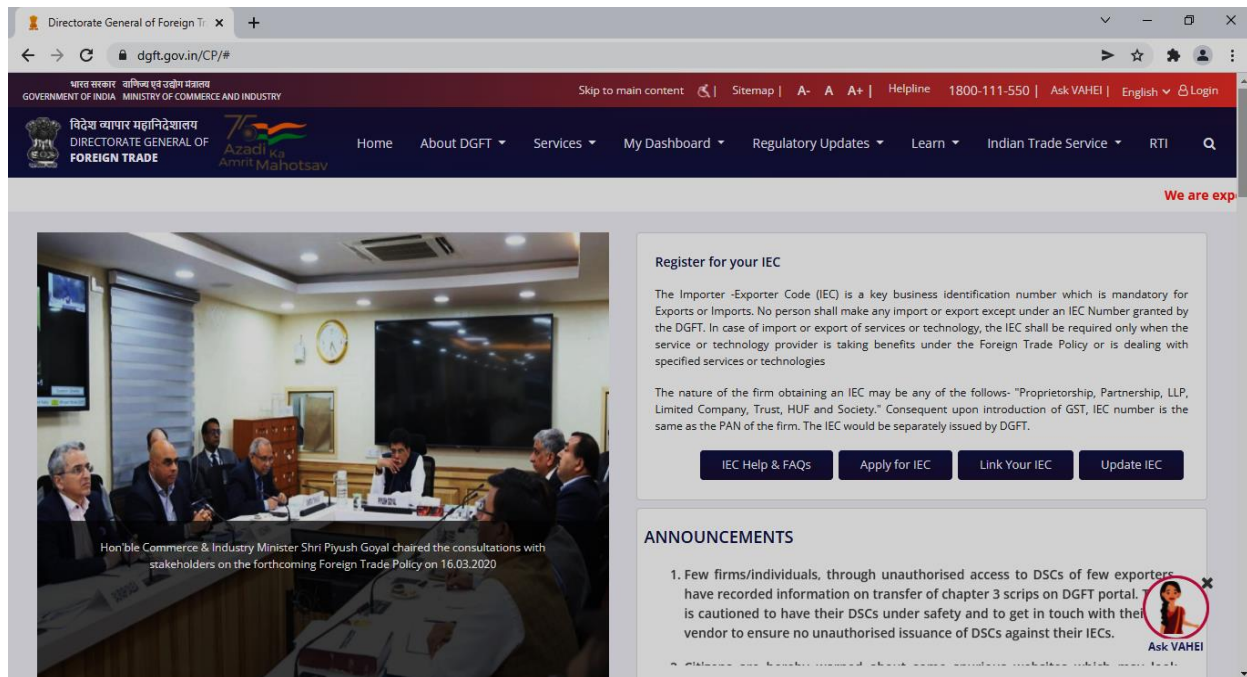 Directorate General of Foreign Tr
dgft.gov.in/CP/#
भारत सरकार वाणिज्य एवं उद्योग मंत्रालय
GOVERNMENT OF INDIA MINISTRY OF COMMERCE AND INDUSTRY
Skip to main content | Sitemap | A- A A+ | Helpline 1800-111-550 | Ask VAHEI | English Login
विदेश व्यापार महानिदेशालय
DIRECTORATE GENERAL OF
FOREIGN TRADE
75
Azadi Ka
Amrit Mahotsav
Home About DGFT Services My Dashboard Regulatory Updates Learn Indian Trade Service RTI
We are exp
Hon'ble Commerce & Industry Minister Shri Piyush Goyal chaired the consultations with
stakeholders on the forthcoming Foreign Trade Policy on 16.03.2020
Register for your IEC
The Importer -Exporter Code (IEC) is a key business identification number which is mandatory for
Exports or Imports. No person shall make any import or export except under an IEC Number granted by
the DGFT. In case of import or export of services or technology, the IEC shall be required only when the
service or technology provider is taking benefits under the Foreign Trade Policy or is dealing with
specified services or technologies
The nature of the firm obtaining an IEC may be any of the follows- "Proprietorship, Partnership, LLP,
Limited Company, Trust, HUF and Society." Consequent upon introduction of GST, IEC number is the
same as the PAN of the firm. The IEC would be separately issued by DGFT.
IEC Help & FAQs Apply for IEC Link Your IEC Update IEC
ANNOUNCEMENTS
1. Few firms/individuals, through unauthorised access to DSCs of few exporters
have recorded information on transfer of chapter 3 scrips on DGFT portal.
is cautioned to have their DSCs under safety and to get in touch with thei
vendor to ensure no unauthorised issuance of DSCs against their IECs.
Ask VAHEI